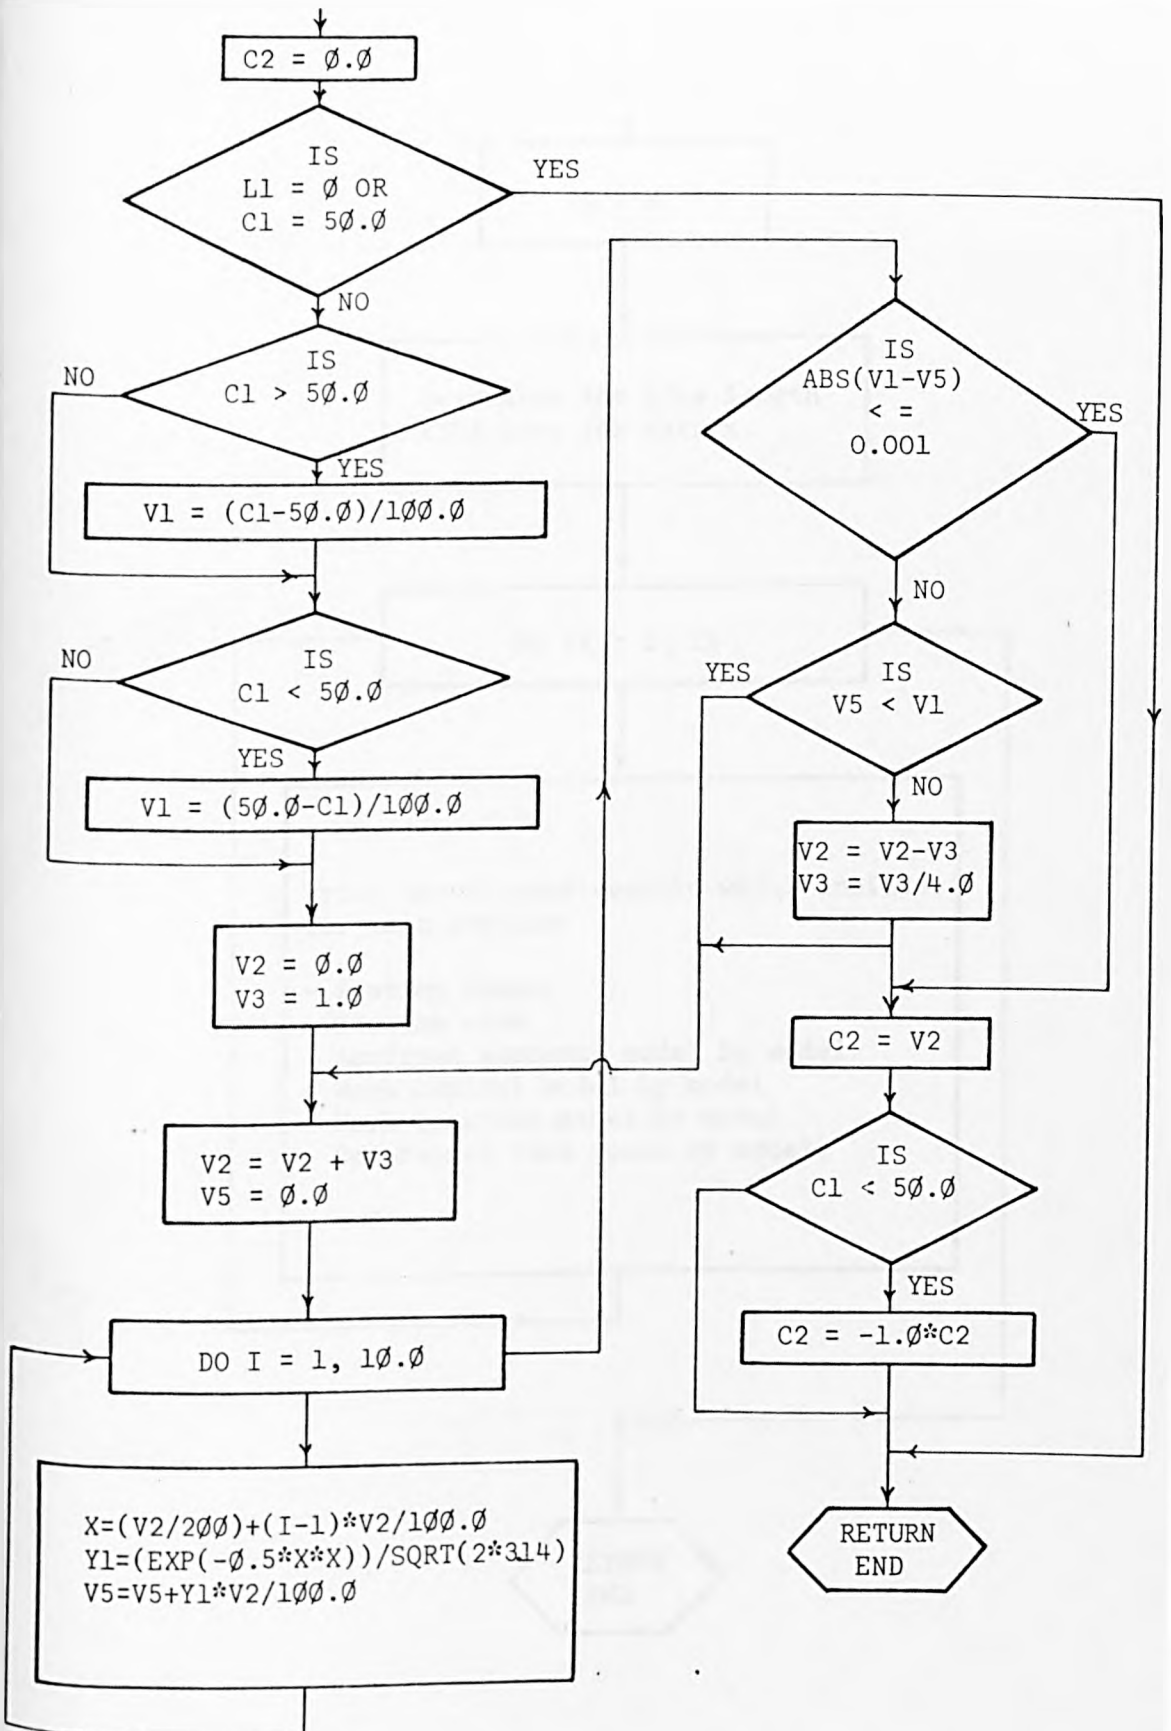 C2 = Ø.Ø
IS
L1 = Ø OR
C1 = 5Ø.Ø
YES
NO
IS
C1 > 5Ø.Ø
NO
YES
V1 = (C1-5Ø.Ø)/1ØØ.Ø
IS
C1 < 5Ø.Ø
NO
YES
V1 = (5Ø.Ø-C1)/1ØØ.Ø
V2 = Ø.Ø
V3 = 1.Ø
V2 = V2 + V3
V5 = Ø.Ø
DO I = 1, 1Ø.Ø
X=(V2/2ØØ)+(I-1)*V2/1ØØ.Ø
Y1=(EXP(-Ø.5*X*X))/SQRT(2*3.14)
V5=V5+Y1*V2/1ØØ.Ø
IS
ABS(V1-V5)
< =
0.001
YES
NO
IS
V5 < V1
YES
NO
V2 = V2-V3
V3 = V3/4.Ø
C2 = V2
IS
C1 < 5Ø.Ø
YES
C2 = -1.Ø*C2
RETURN
END